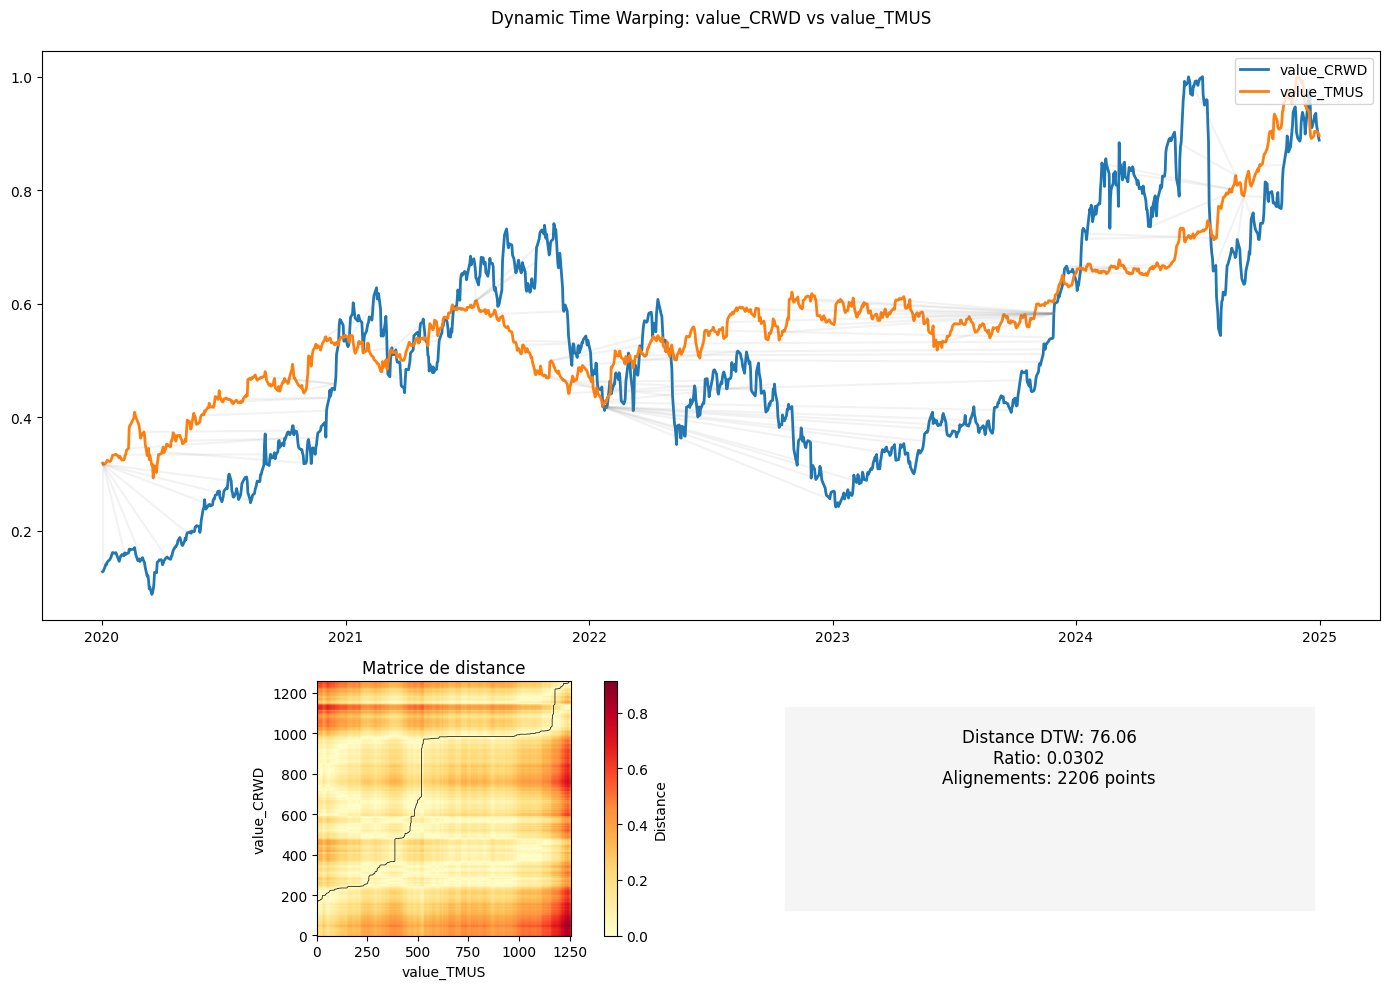 Dynamic Time Warping: value_CRWD vs value_TMUS
value_CRWD
value_TMUS
1.0
0.8
0.6
0.4
0.2
2020 2021 2022 2023 2024 2025
Matrice de distance
value_CRWD
1200
1000
800
600
400
200
0
0 250 500 750 1000 1250
value_TMUS
0.8
0.6
0.4
0.2
0.0
Distance
Distance DTW: 76.06
Ratio: 0.0302
Alignements: 2206 points